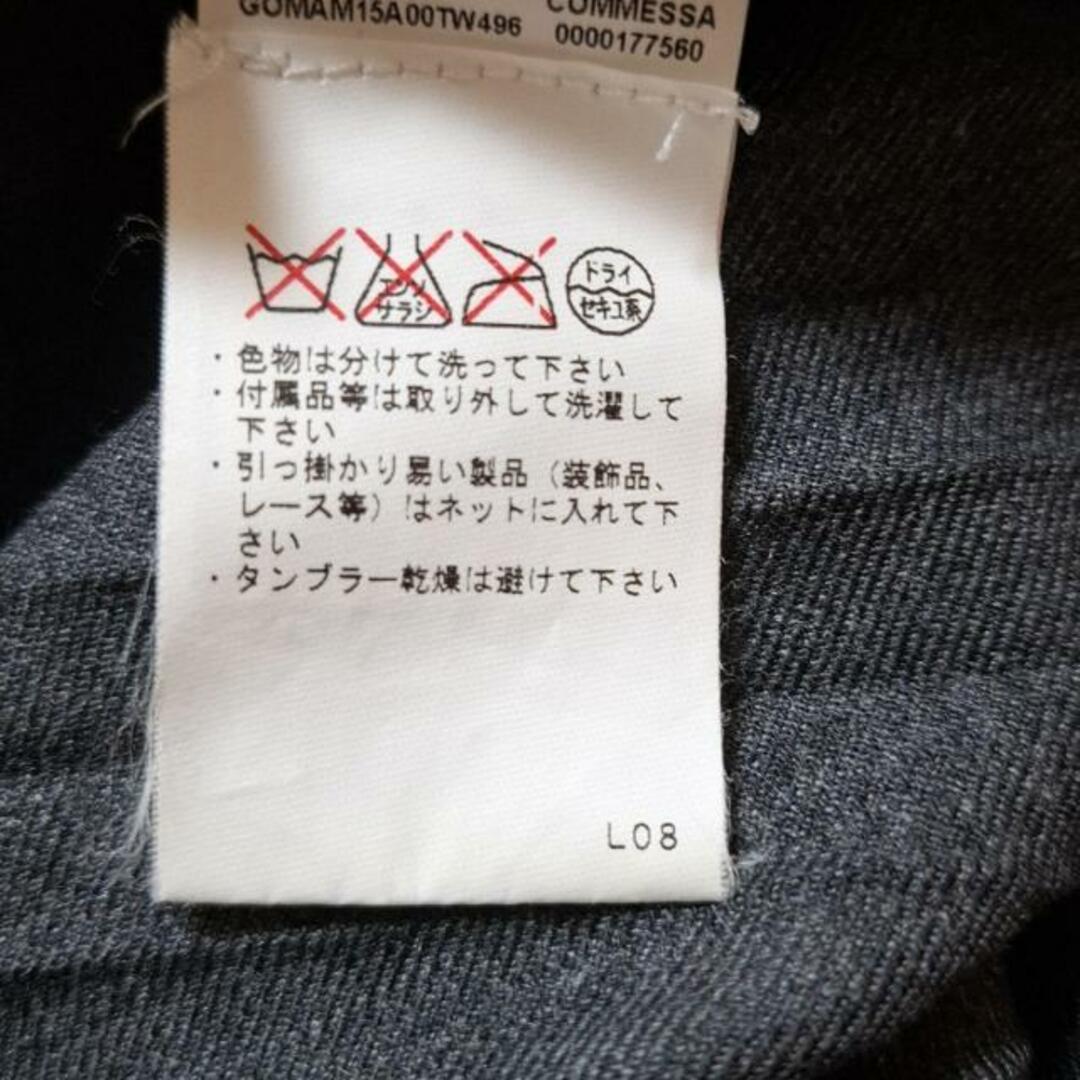 GOMAM15A00TW496 COMMESSA
0000177560
エンソ
サラシ
ドライ
セキユ系
・色物は分けて洗って下さい
・付属品等は取り外して洗濯して
下さい
・引っ掛かり易い製品（装飾品、
レース等）はネットに入れて下
さい
・タンブラー乾燥は避けて下さい
L08